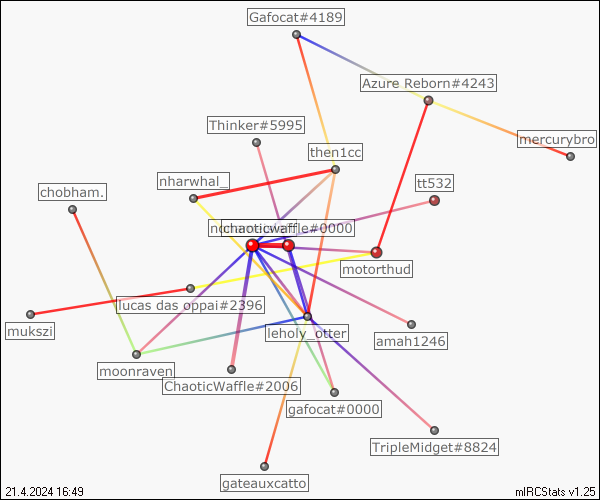 Gafocat#4189
Azure Reborn#4243
Thinker#5995
mercurybro
then1cc
nharwhal_
tt532
chobham.
chaoticwaffle#0000
motorthud
lucas das oppai#2396
mukszi
leholy_otter
amah1246
moonraven
ChaoticWaffle#2006
gafocat#0000
TripleMidget#8824
gateauxcatto
21.4.2024 16:49
mIRCStats v1.25